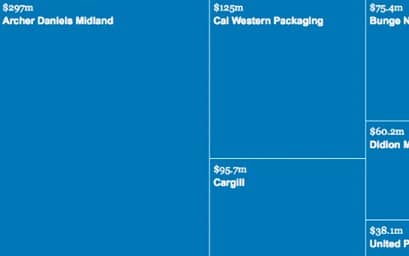 $297m
Archer Daniels Midland
$125m
Cal Western Packaging
$95.7m
Cargill
$75.4m
Bunge N
$60.2m
Didion M
$38.1m
United P